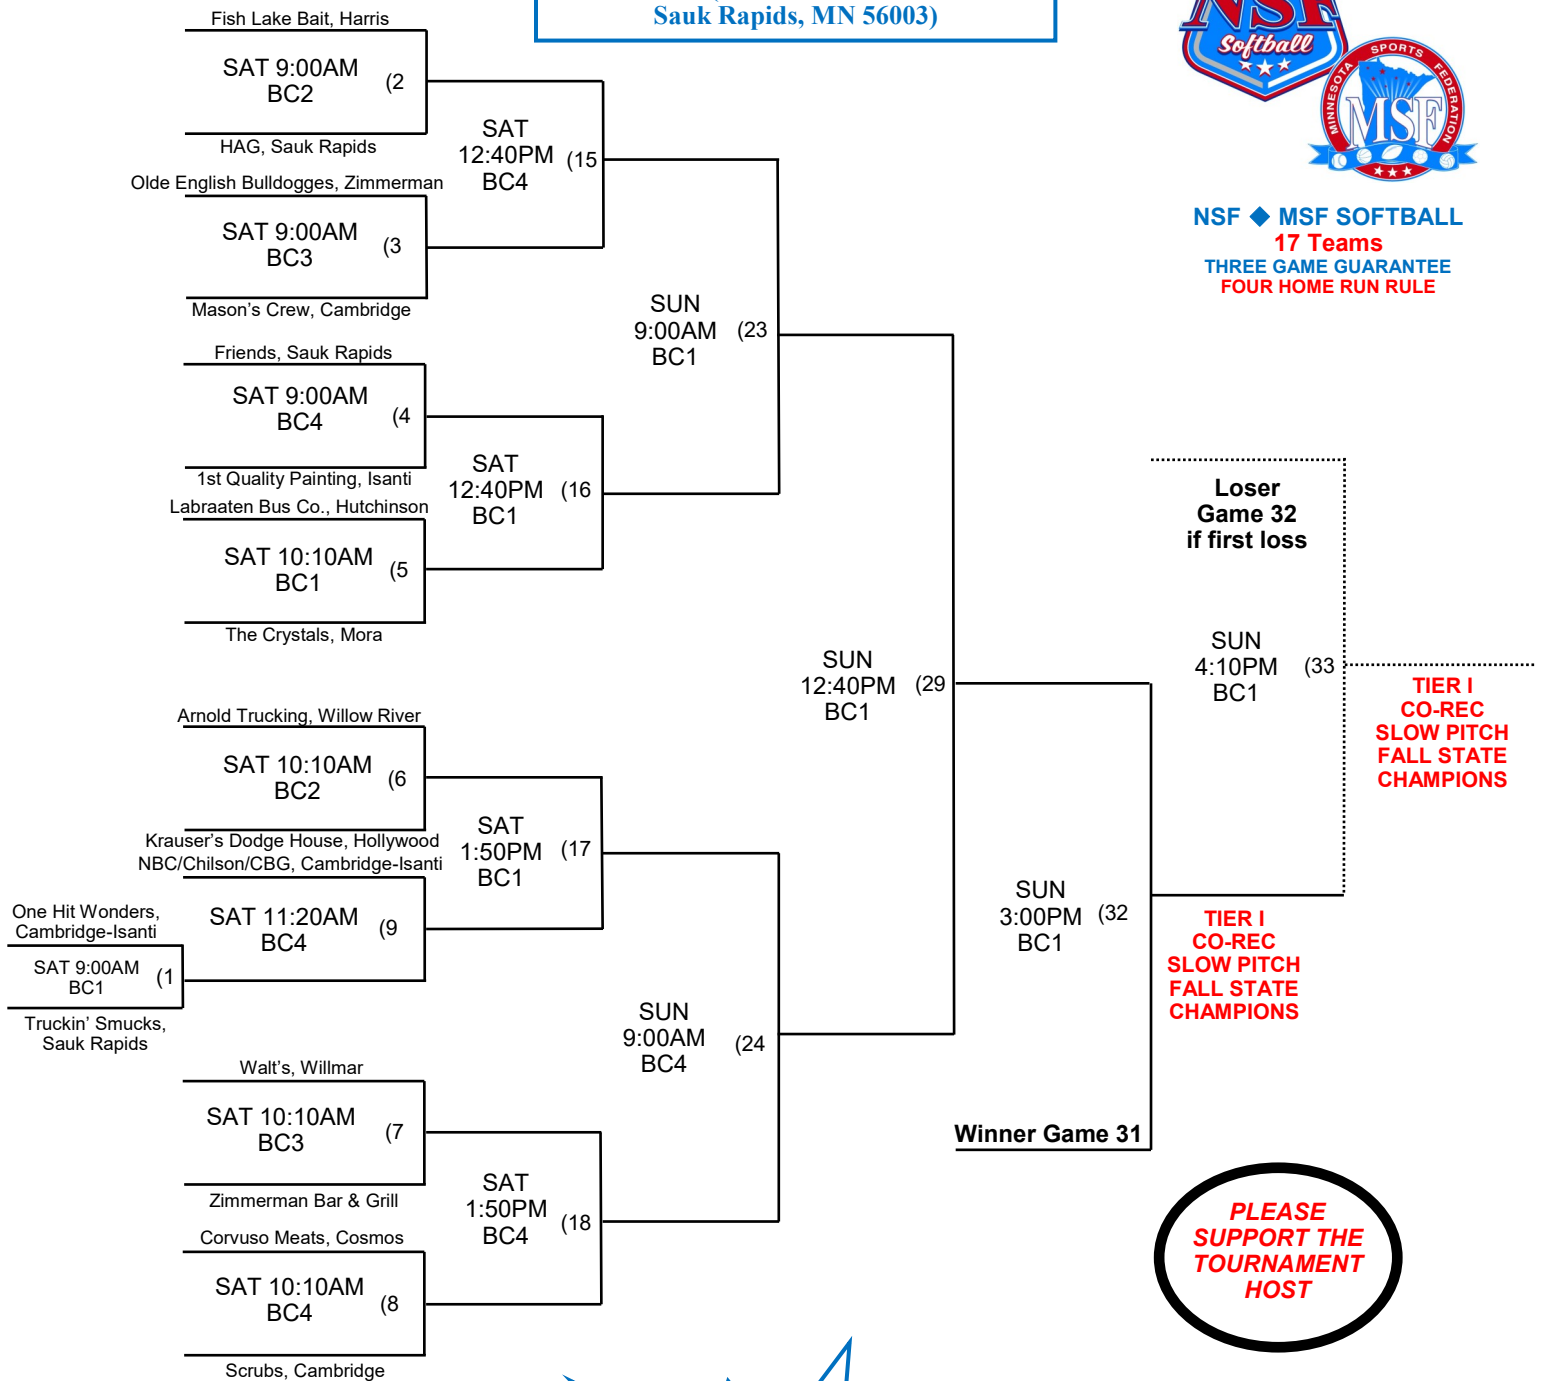 Sauk Rapids, MN 56003)
NSF
Softball
MINNESOTA SPORTS FEDERATION
MSF
NSF ◆ MSF SOFTBALL
17 Teams
THREE GAME GUARANTEE
FOUR HOME RUN RULE
Fish Lake Bait, Harris
SAT 9:00AM
BC2
(2
HAG, Sauk Rapids
Olde English Bulldogges, Zimmerman
SAT 9:00AM
BC3
(3
Mason's Crew, Cambridge
Friends, Sauk Rapids
SAT 9:00AM
BC4
(4
1st Quality Painting, Isanti
Labraaten Bus Co., Hutchinson
SAT 10:10AM
BC1
(5
The Crystals, Mora
Arnold Trucking, Willow River
SAT 10:10AM
BC2
(6
Krauser's Dodge House, Hollywood
NBC/Chilson/CBG, Cambridge-Isanti
SAT 11:20AM
BC4
(9
One Hit Wonders,
Cambridge-Isanti
SAT 9:00AM
BC1
(1
Truckin' Smucks,
Sauk Rapids
Walt's, Willmar
SAT 10:10AM
BC3
(7
Zimmerman Bar & Grill
Corvuso Meats, Cosmos
SAT 10:10AM
BC4
(8
Scrubs, Cambridge
SAT
12:40PM
BC4
(15
SAT
12:40PM
BC1
(16
SAT
1:50PM
BC1
(17
SAT
1:50PM
BC4
(18
SUN
9:00AM
BC1
(23
SUN
9:00AM
BC4
(24
SUN
12:40PM
BC1
(29
SUN
3:00PM
BC1
(32
Winner Game 31
Loser
Game 32
if first loss
SUN
4:10PM
BC1
(33
TIER I
CO-REC
SLOW PITCH
FALL STATE
CHAMPIONS
TIER I
CO-REC
SLOW PITCH
FALL STATE
CHAMPIONS
PLEASE
SUPPORT THE
TOURNAMENT
HOST